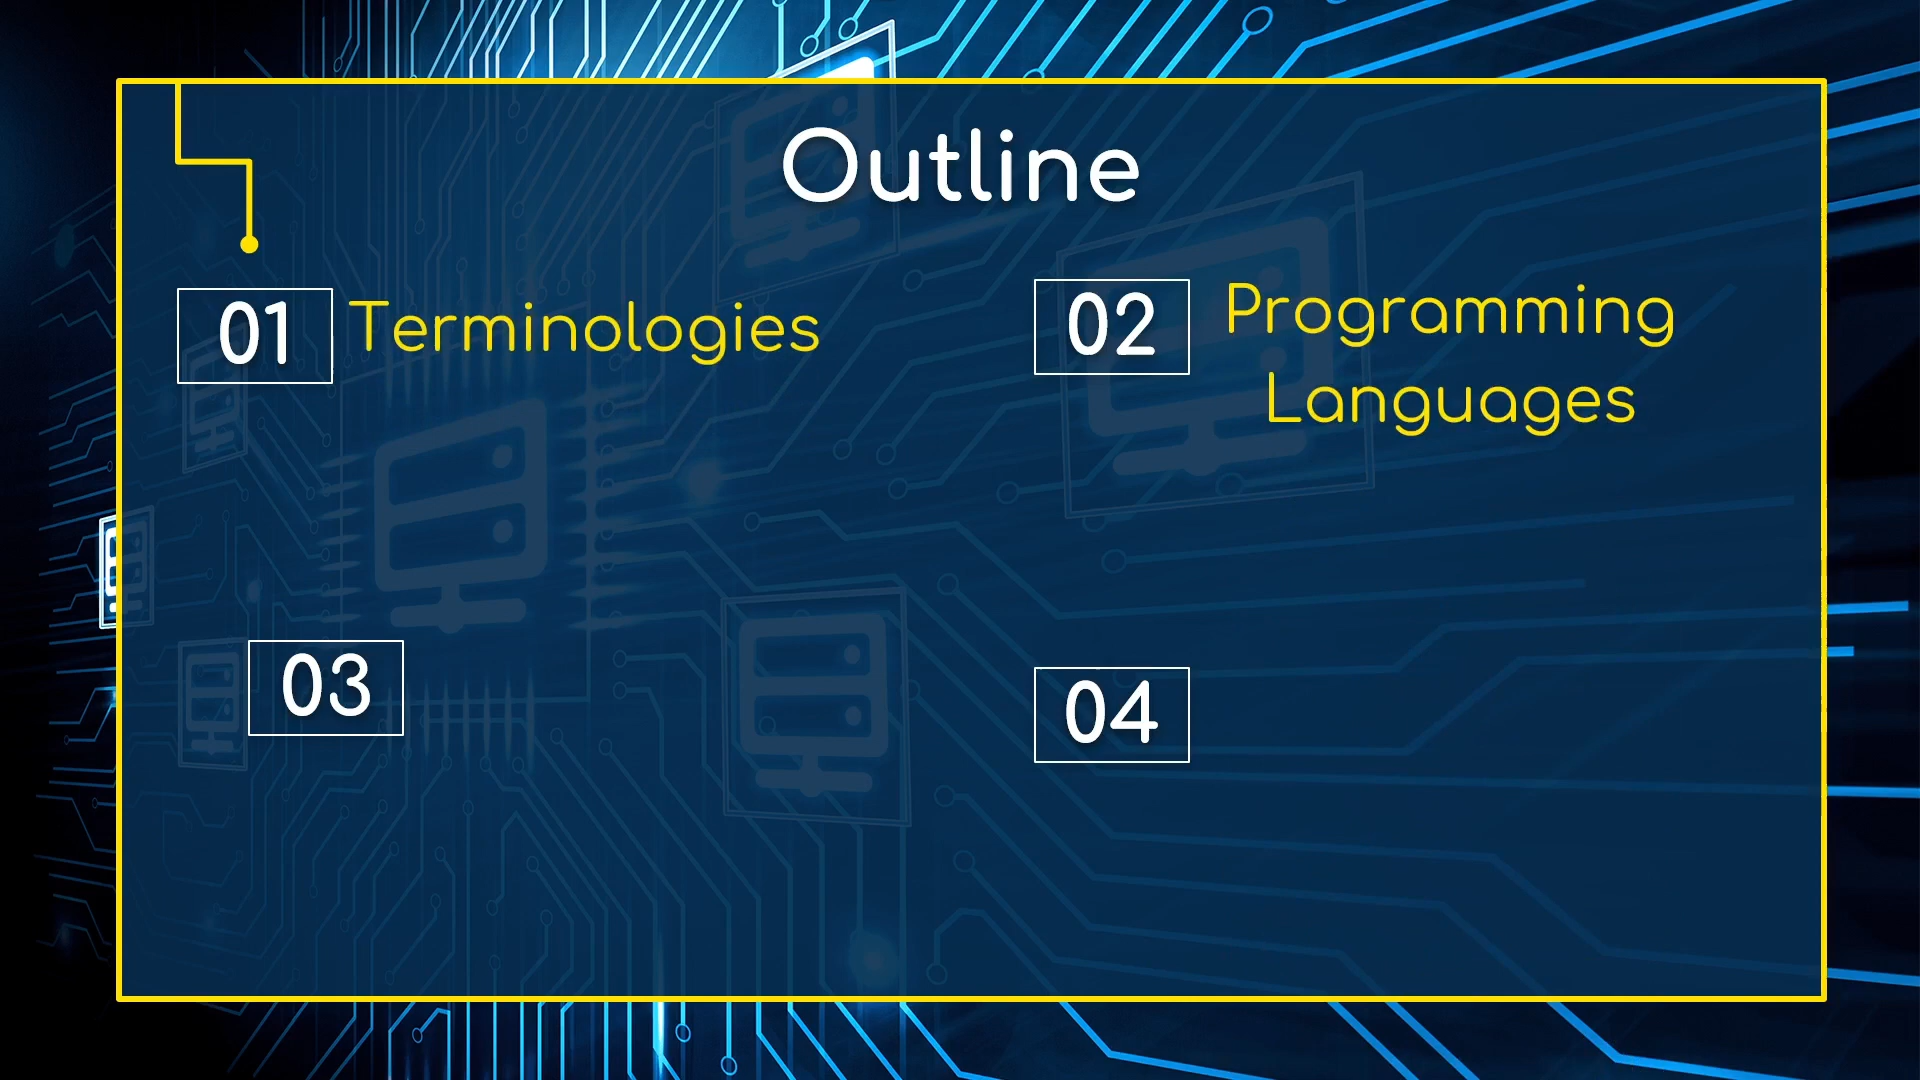 Outline
01 Terminologies
02 Programming
Languages
03
04